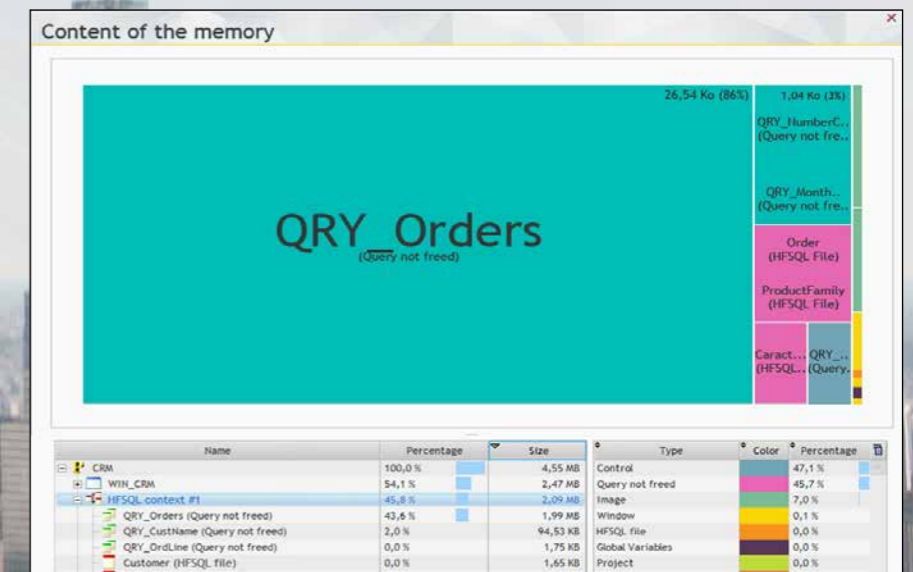 Content of the memory
26,54 Ko (86%)
1,04 Ko (3%)
QRY_NumberC..
(Query not fre..
QRY_Month..
(Query not fre..
QRY_Orders
(Query not freed)
Order
(HFSQL File)
ProductFamily
(HFSQL File)
Caract... QRY_..
(HFSQL.. (Query.
Name Percentage Size Type Color Percentage
CRM 100,0 % 4,55 MB Control 47,1 %
WIN_CRM 54,1 % 2,47 MB Query not freed 45,7 %
HFSQL context #1 45,8 % 2,09 MB Image 7,0 %
QRY_Orders (Query not freed) 43,6 % 1,99 MB Window 0,1 %
QRY_CustName (Query not freed) 2,0 % 94,53 KB HFSQL file 0,0 %
QRY_OrdLine (Query not freed) 0,0 % 1,75 KB Global Variables 0,0 %
Customer (HFSQL file) 0,0 % 1,65 KB Project 0,0 %